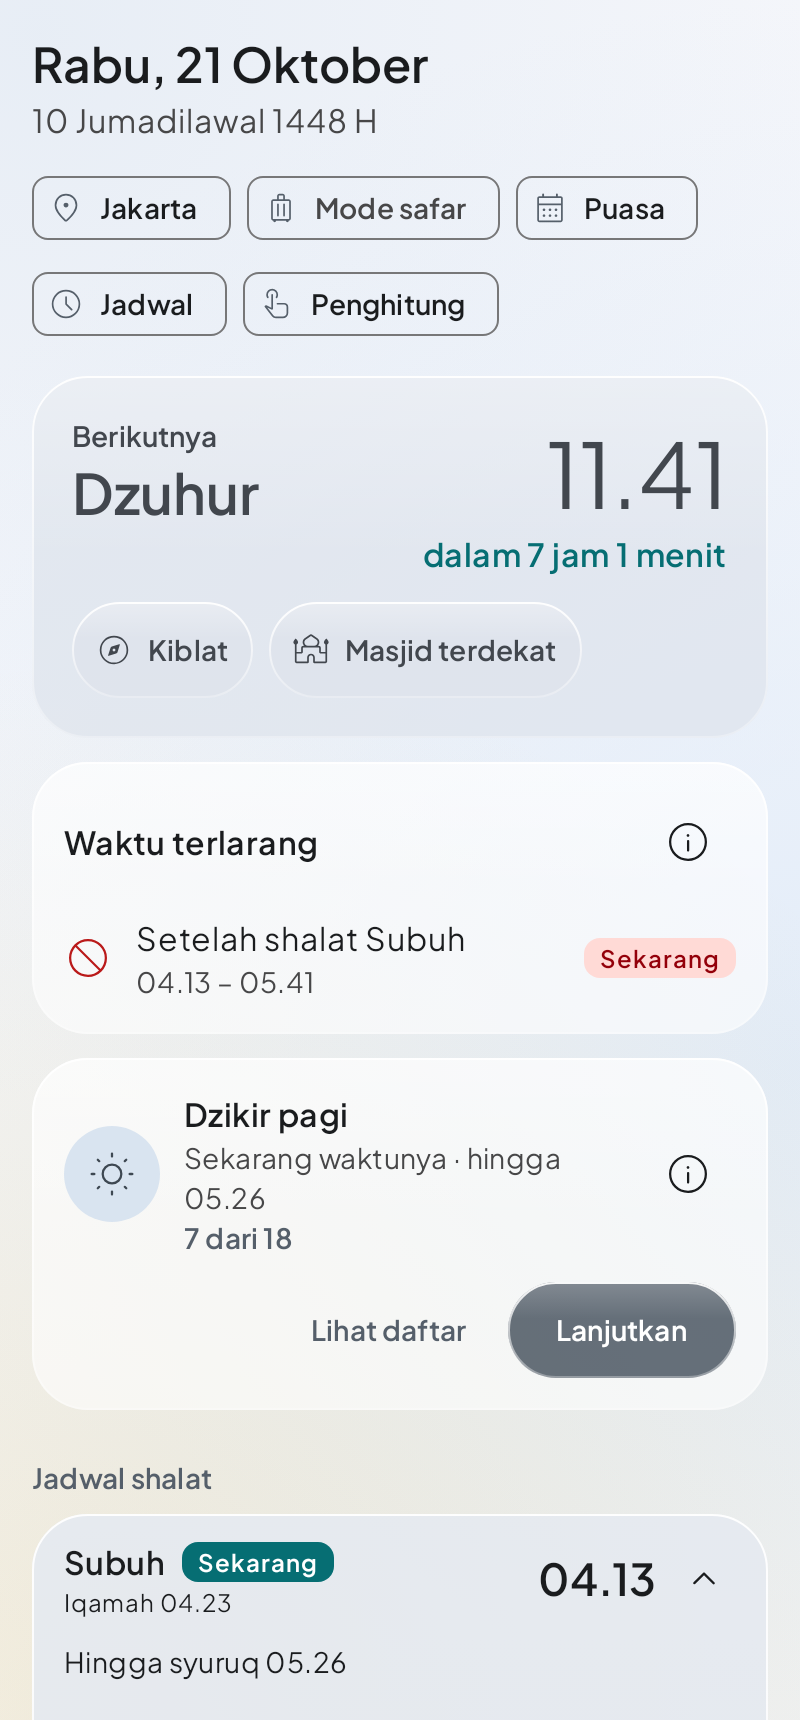 Rabu, 21 Oktober
10 Jumadilawal 1448 H
Jakarta
Mode safar
Puasa
Jadwal
Penghitung
Berikutnya
Dzuhur
11.41
dalam 7 jam 1 menit
Kiblat
Masjid terdekat
Waktu terlarang
Setelah shalat Subuh
04.13 – 05.41
Sekarang
Dzikir pagi
Sekarang waktunya · hingga
05.26
7 dari 18
Lihat daftar
Lanjutkan
Jadwal shalat
Subuh
Sekarang
04.13
Iqamah 04.23
Hingga syuruq 05.26